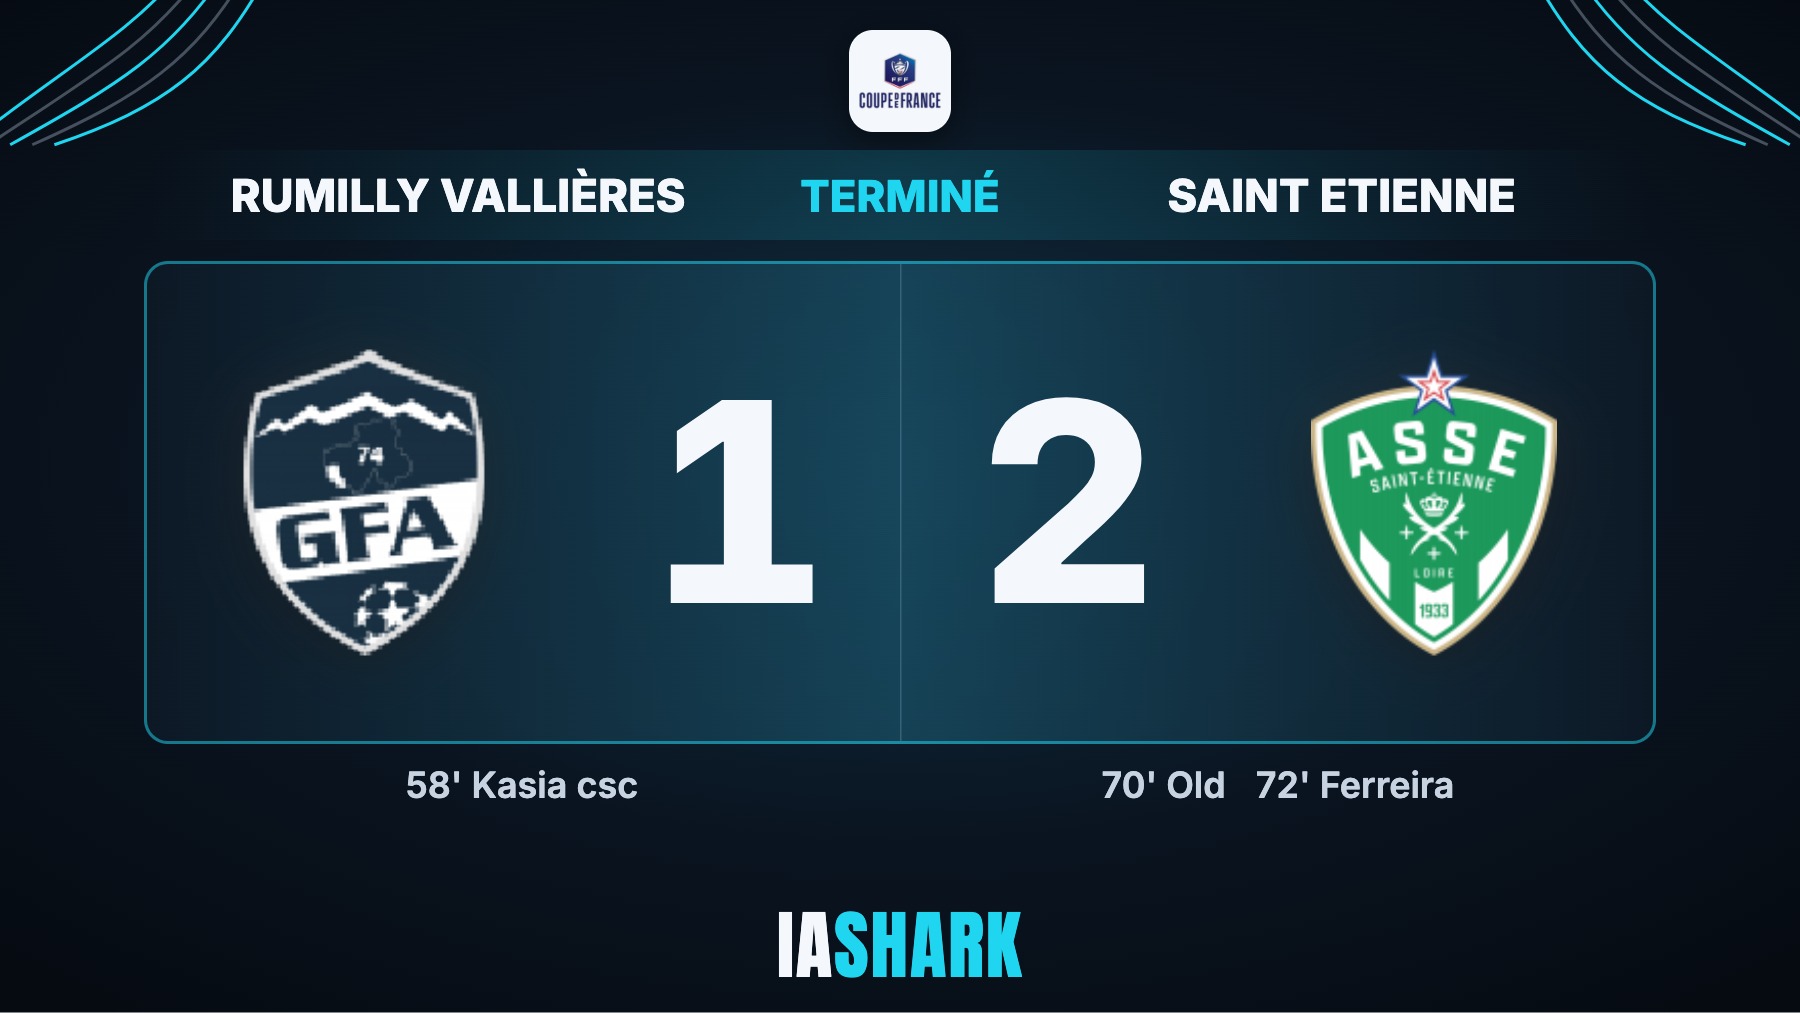 FFF
COUPE DE FRANCE
RUMILLY VALLIÈRES TERMINÉ SAINT ETIENNE
74
GFA
1 2
ASSE
SAINT-ÉTIENNE
LOIRE
1933
58' Kasia csc 70' Old 72' Ferreira
IASHARK